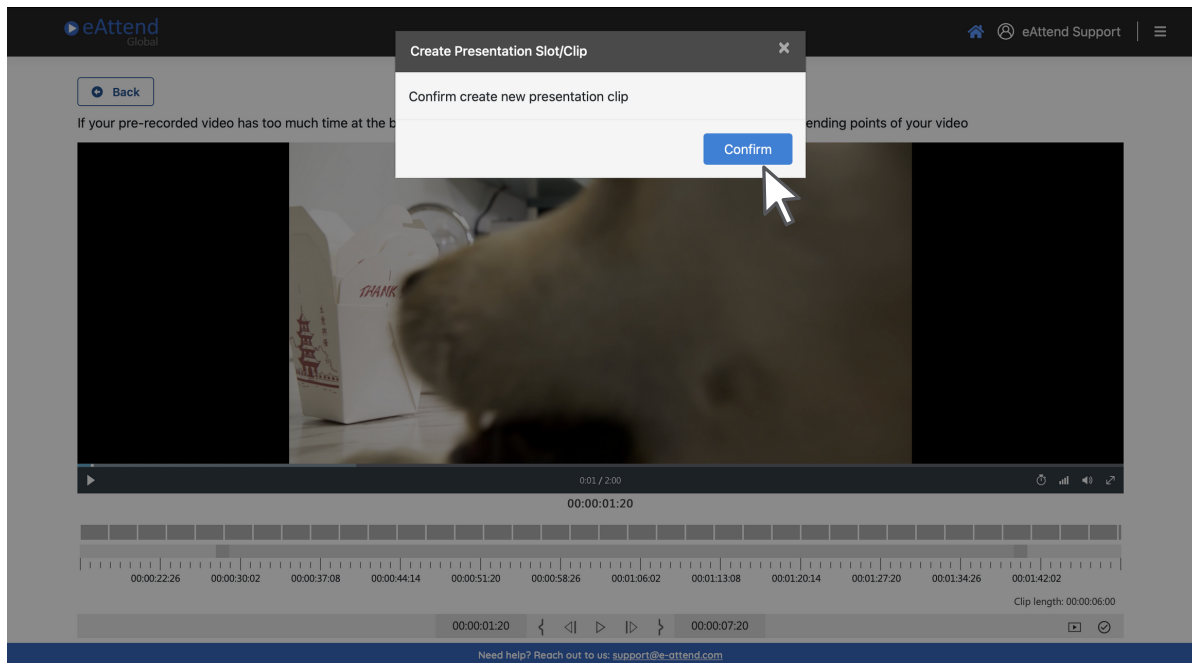 eAttend
Global
eAttend Support
Create Presentation Slot/Clip
Confirm create new presentation clip
Confirm
Back
If your pre-recorded video has too much time at the b
ending points of your video
THANK
0:01 / 2:00
00:00:01:20
00:00:22:26 00:00:30:02 00:00:37:08 00:00:44:14 00:00:51:20 00:00:58:26 00:01:06:02 00:01:13:08 00:01:20:14 00:01:27:20 00:01:34:26 00:01:42:02
Clip length: 00:00:06:00
00:00:01:20 00:00:07:20
Need help? Reach out to us: support@e-attend.com